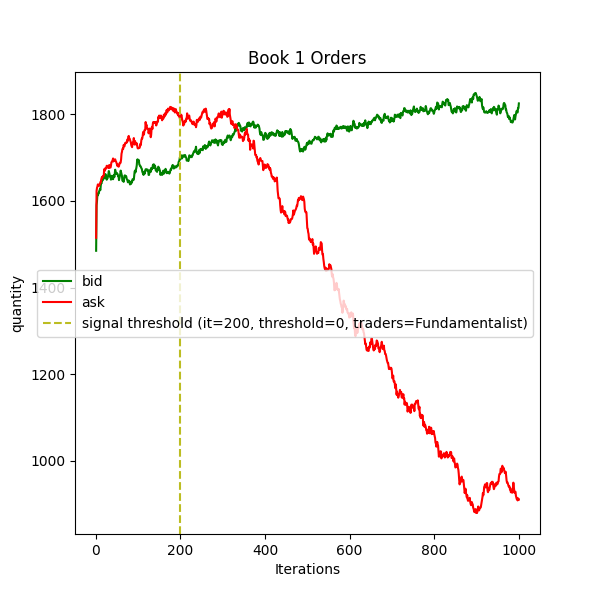 Book 1 Orders
1800
1600
1400
1200
1000
quantity
bid
ask
signal threshold (it=200, threshold=0, traders=Fundamentalist)
0 200 400 600 800 1000
Iterations